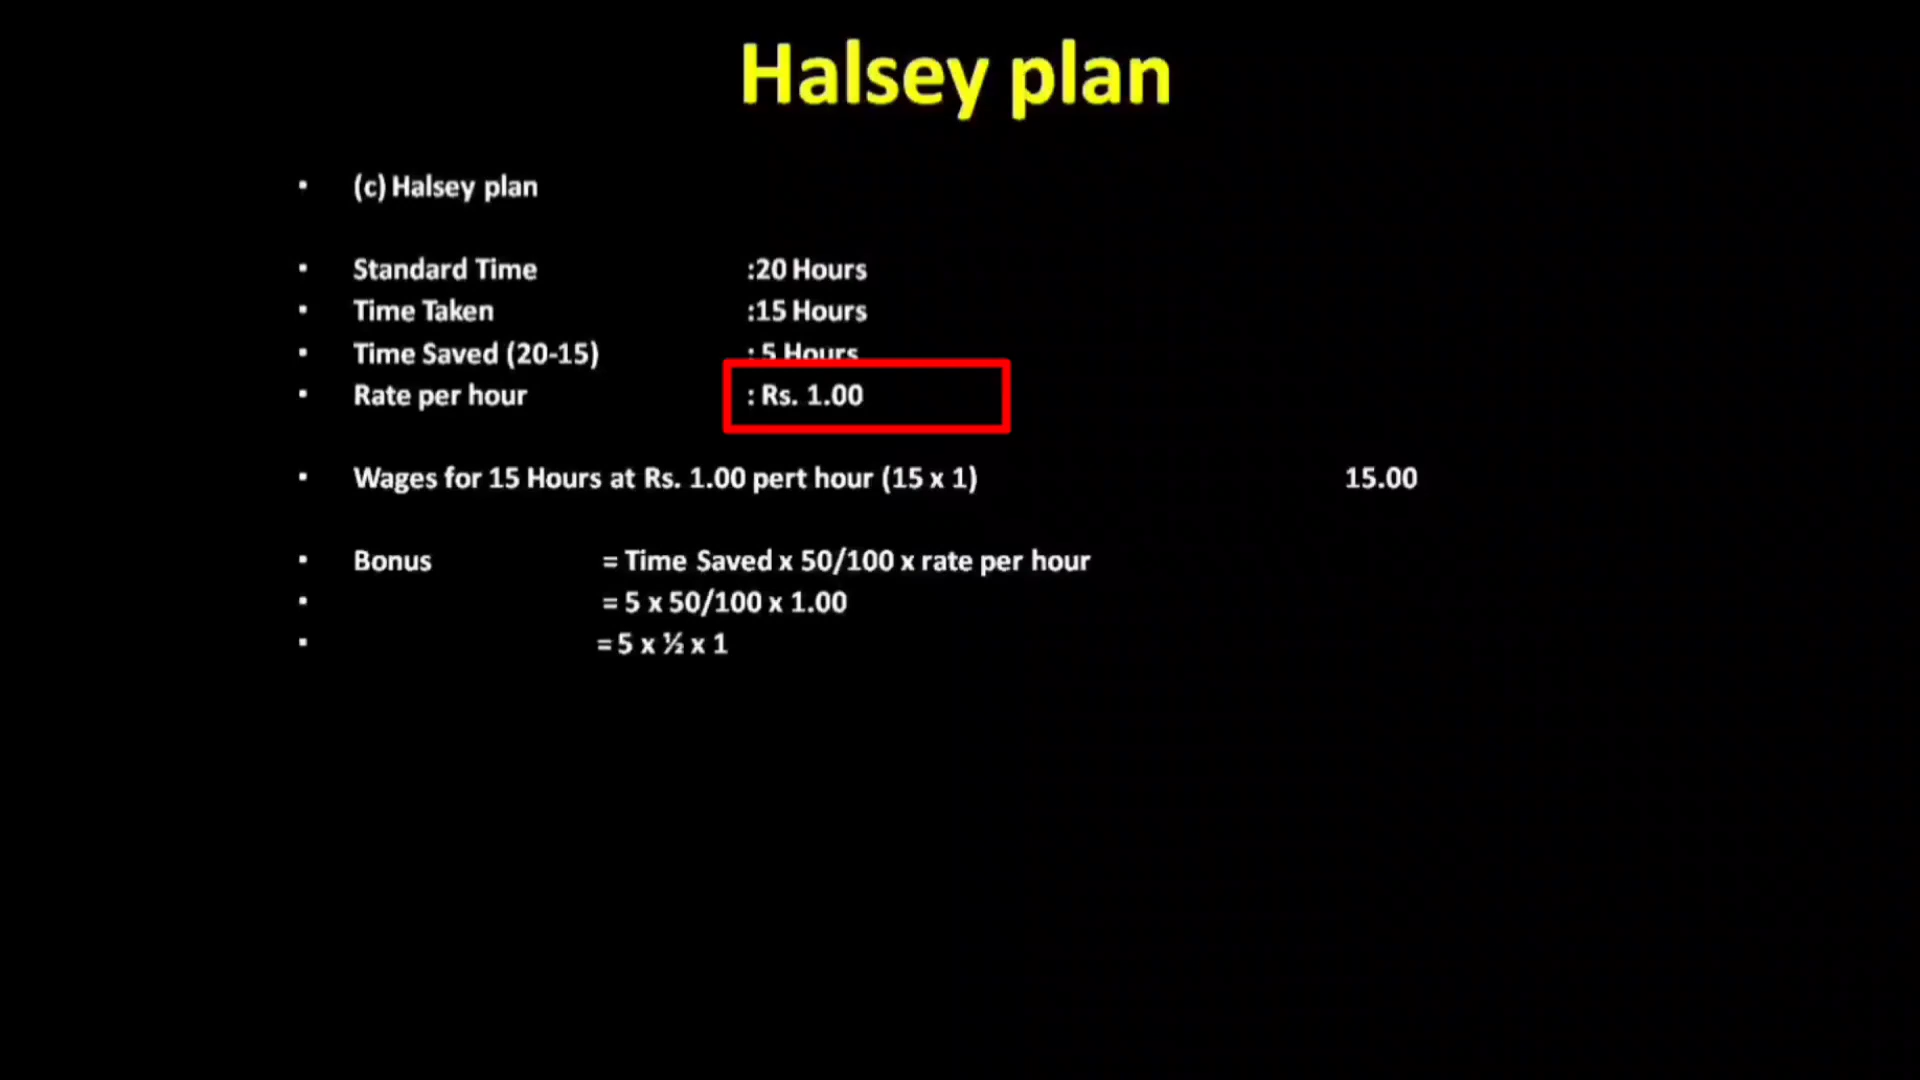 Halsey plan
(c) Halsey plan
Standard Time :20 Hours
Time Taken :15 Hours
Time Saved (20-15) : 5 Hours
Rate per hour : Rs. 1.00
Wages for 15 Hours at Rs. 1.00 pert hour (15 x 1) 15.00
Bonus = Time Saved x 50/100 x rate per hour
= 5 x 50/100 x 1.00
= 5 x ½ x 1